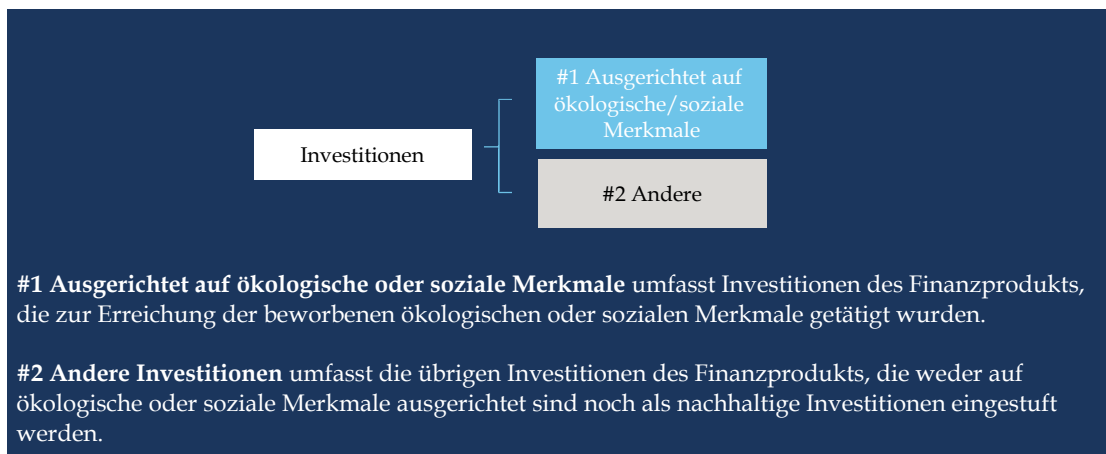 #1 Ausgerichtet auf
ökologische/soziale
Merkmale
Investitionen
#2 Andere
#1 Ausgerichtet auf ökologische oder soziale Merkmale umfasst Investitionen des Finanzprodukts,
die zur Erreichung der beworbenen ökologischen oder sozialen Merkmale getätigt wurden.
#2 Andere Investitionen umfasst die übrigen Investitionen des Finanzprodukts, die weder auf
ökologische oder soziale Merkmale ausgerichtet sind noch als nachhaltige Investitionen eingestuft
werden.